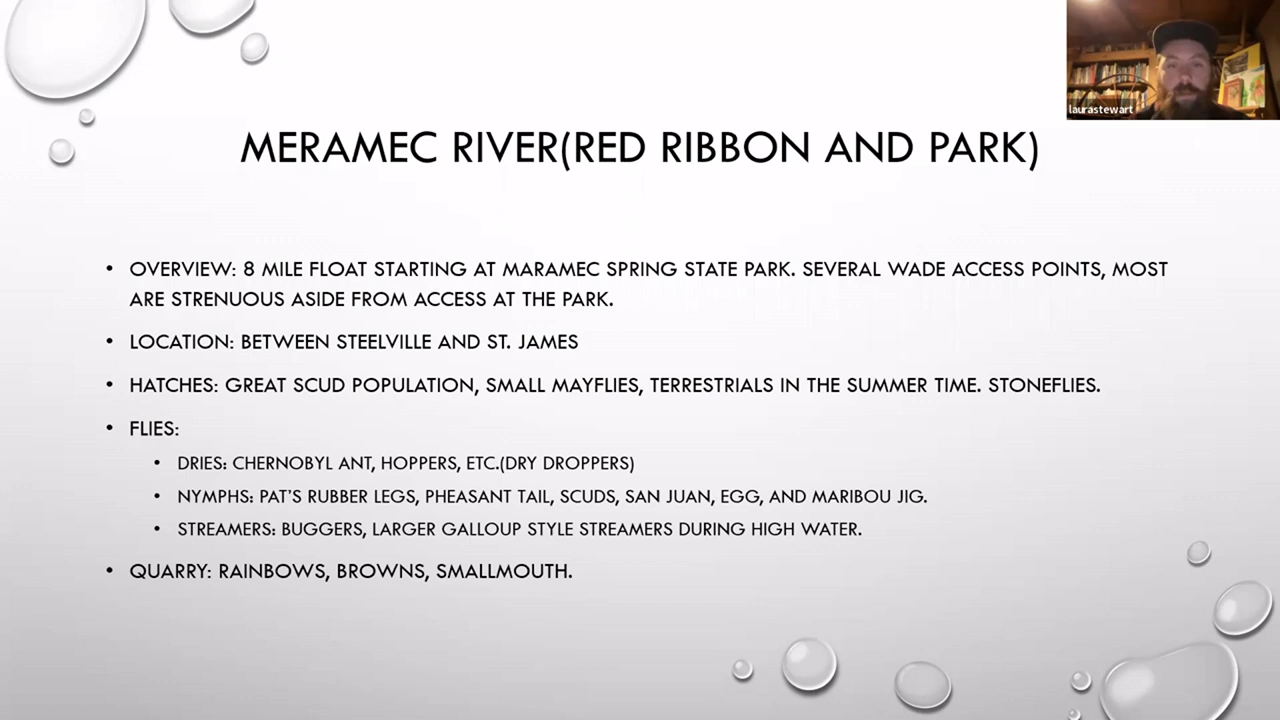 laurastewart
MERAMEC RIVER(RED RIBBON AND PARK)
• OVERVIEW: 8 MILE FLOAT STARTING AT MARAMEC SPRING STATE PARK. SEVERAL WADE ACCESS POINTS, MOST
ARE STRENUOUS ASIDE FROM ACCESS AT THE PARK.
• LOCATION: BETWEEN STEELVILLE AND ST. JAMES
• HATCHES: GREAT SCUD POPULATION, SMALL MAYFLIES, TERRESTRIALS IN THE SUMMER TIME. STONEFLIES.
• FLIES:
• DRIES: CHERNOBYL ANT, HOPPERS, ETC.(DRY DROPPERS)
• NYMPHS: PAT'S RUBBER LEGS, PHEASANT TAIL, SCUDS, SAN JUAN, EGG, AND MARIBOU JIG.
• STREAMERS: BUGGERS, LARGER GALLOUP STYLE STREAMERS DURING HIGH WATER.
• QUARRY: RAINBOWS, BROWNS, SMALLMOUTH.